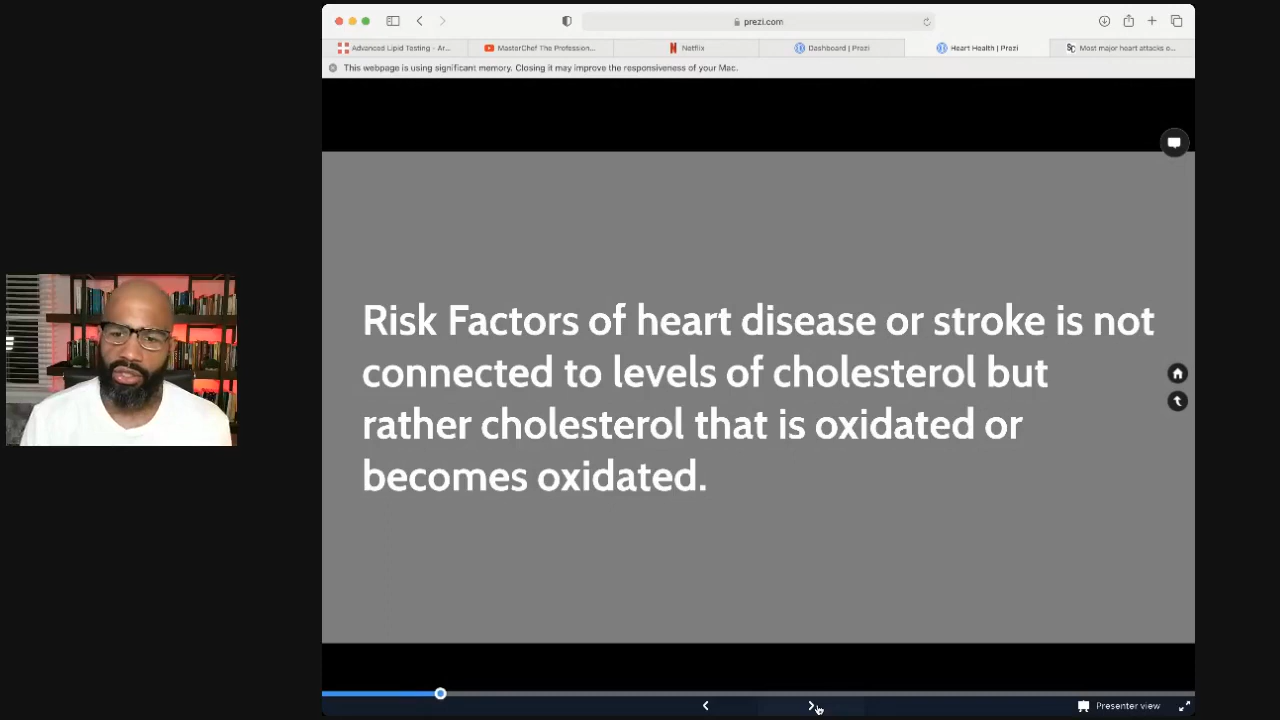 prezi.com
Advanced Lipid Testing - Ar...
MasterChef The Profession...
Netflix
Dashboard | Prezi
Heart Health | Prezi
Most major heart attacks o...
This webpage is using significant memory. Closing it may improve the responsiveness of your Mac.
Risk Factors of heart disease or stroke is not
connected to levels of cholesterol but
rather cholesterol that is oxidated or
becomes oxidated.
Presenter view